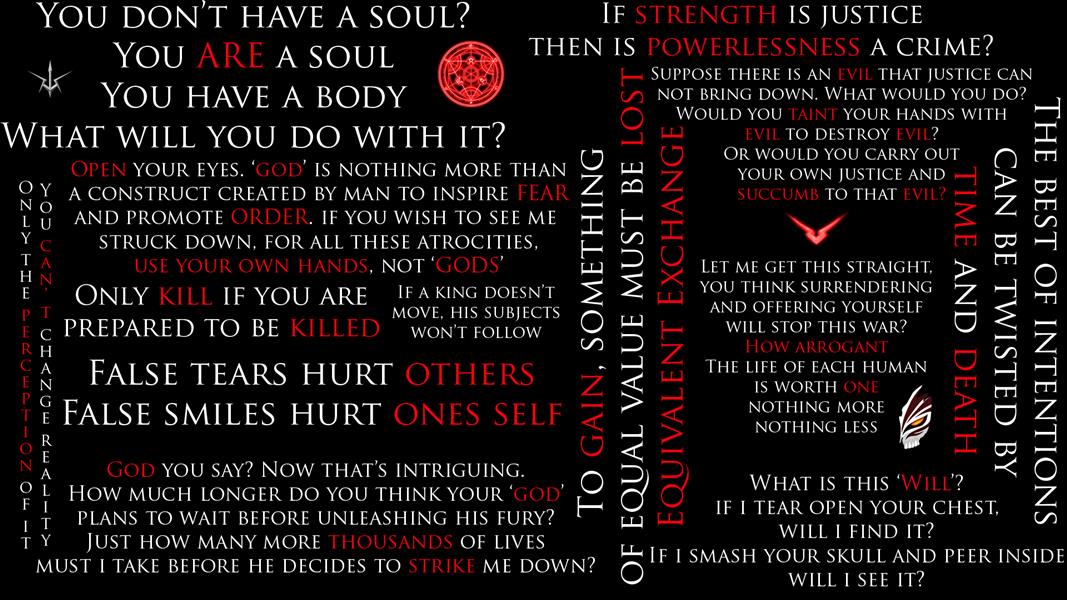 You don't have a soul?
You are a soul
You have a body
What will you do with it?
Open your eyes. 'god' is nothing more than
a construct created by man to inspire fear
and promote order. if you wish to see me
struck down, for all these atrocities,
use your own hands, not 'gods'
Only kill if you are
prepared to be killed
If a king doesn't
move, his subjects
won't follow
False tears hurt others
False smiles hurt ones self
God you say? Now that's intriguing.
How much longer do you think your 'god'
plans to wait before unleashing his fury?
Just how many more thousands of lives
must i take before he decides to strike me down?
You can't change reality
Only the perception of it
To gain, something
of equal value must be lost
Equivalent Exchange
If strength is justice
then is powerlessness a crime?
Suppose there is an evil that justice can
not bring down. What would you do?
Would you taint your hands with
evil to destroy evil?
Or would you carry out
your own justice and
succumb to that evil?
Let me get this straight,
you think surrendering
and offering yourself
will stop this war?
How arrogant
The life of each human
is worth one
nothing more
nothing less
What is this 'Will'?
if i tear open your chest,
will i find it?
If i smash your skull and peer inside
will i see it?
The best of intentions
can be twisted by
time and death